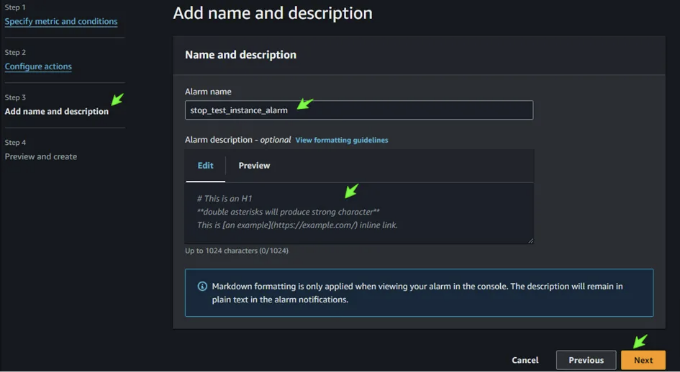 Step 1
Specify metric and conditions
Step 2
Configure actions
Step 3
Add name and description
Step 4
Preview and create
Add name and description
Name and description
Alarm name
stop_test_instance_alarm
Alarm description - optional View formatting guidelines
Edit Preview
# This is an H1
**double asterisks will produce strong character**
This is [an example](https://example.com/) inline link.
Up to 1024 characters (0/1024)
Markdown formatting is only applied when viewing your alarm in the console. The description will remain in
plain text in the alarm notifications.
Cancel Previous Next